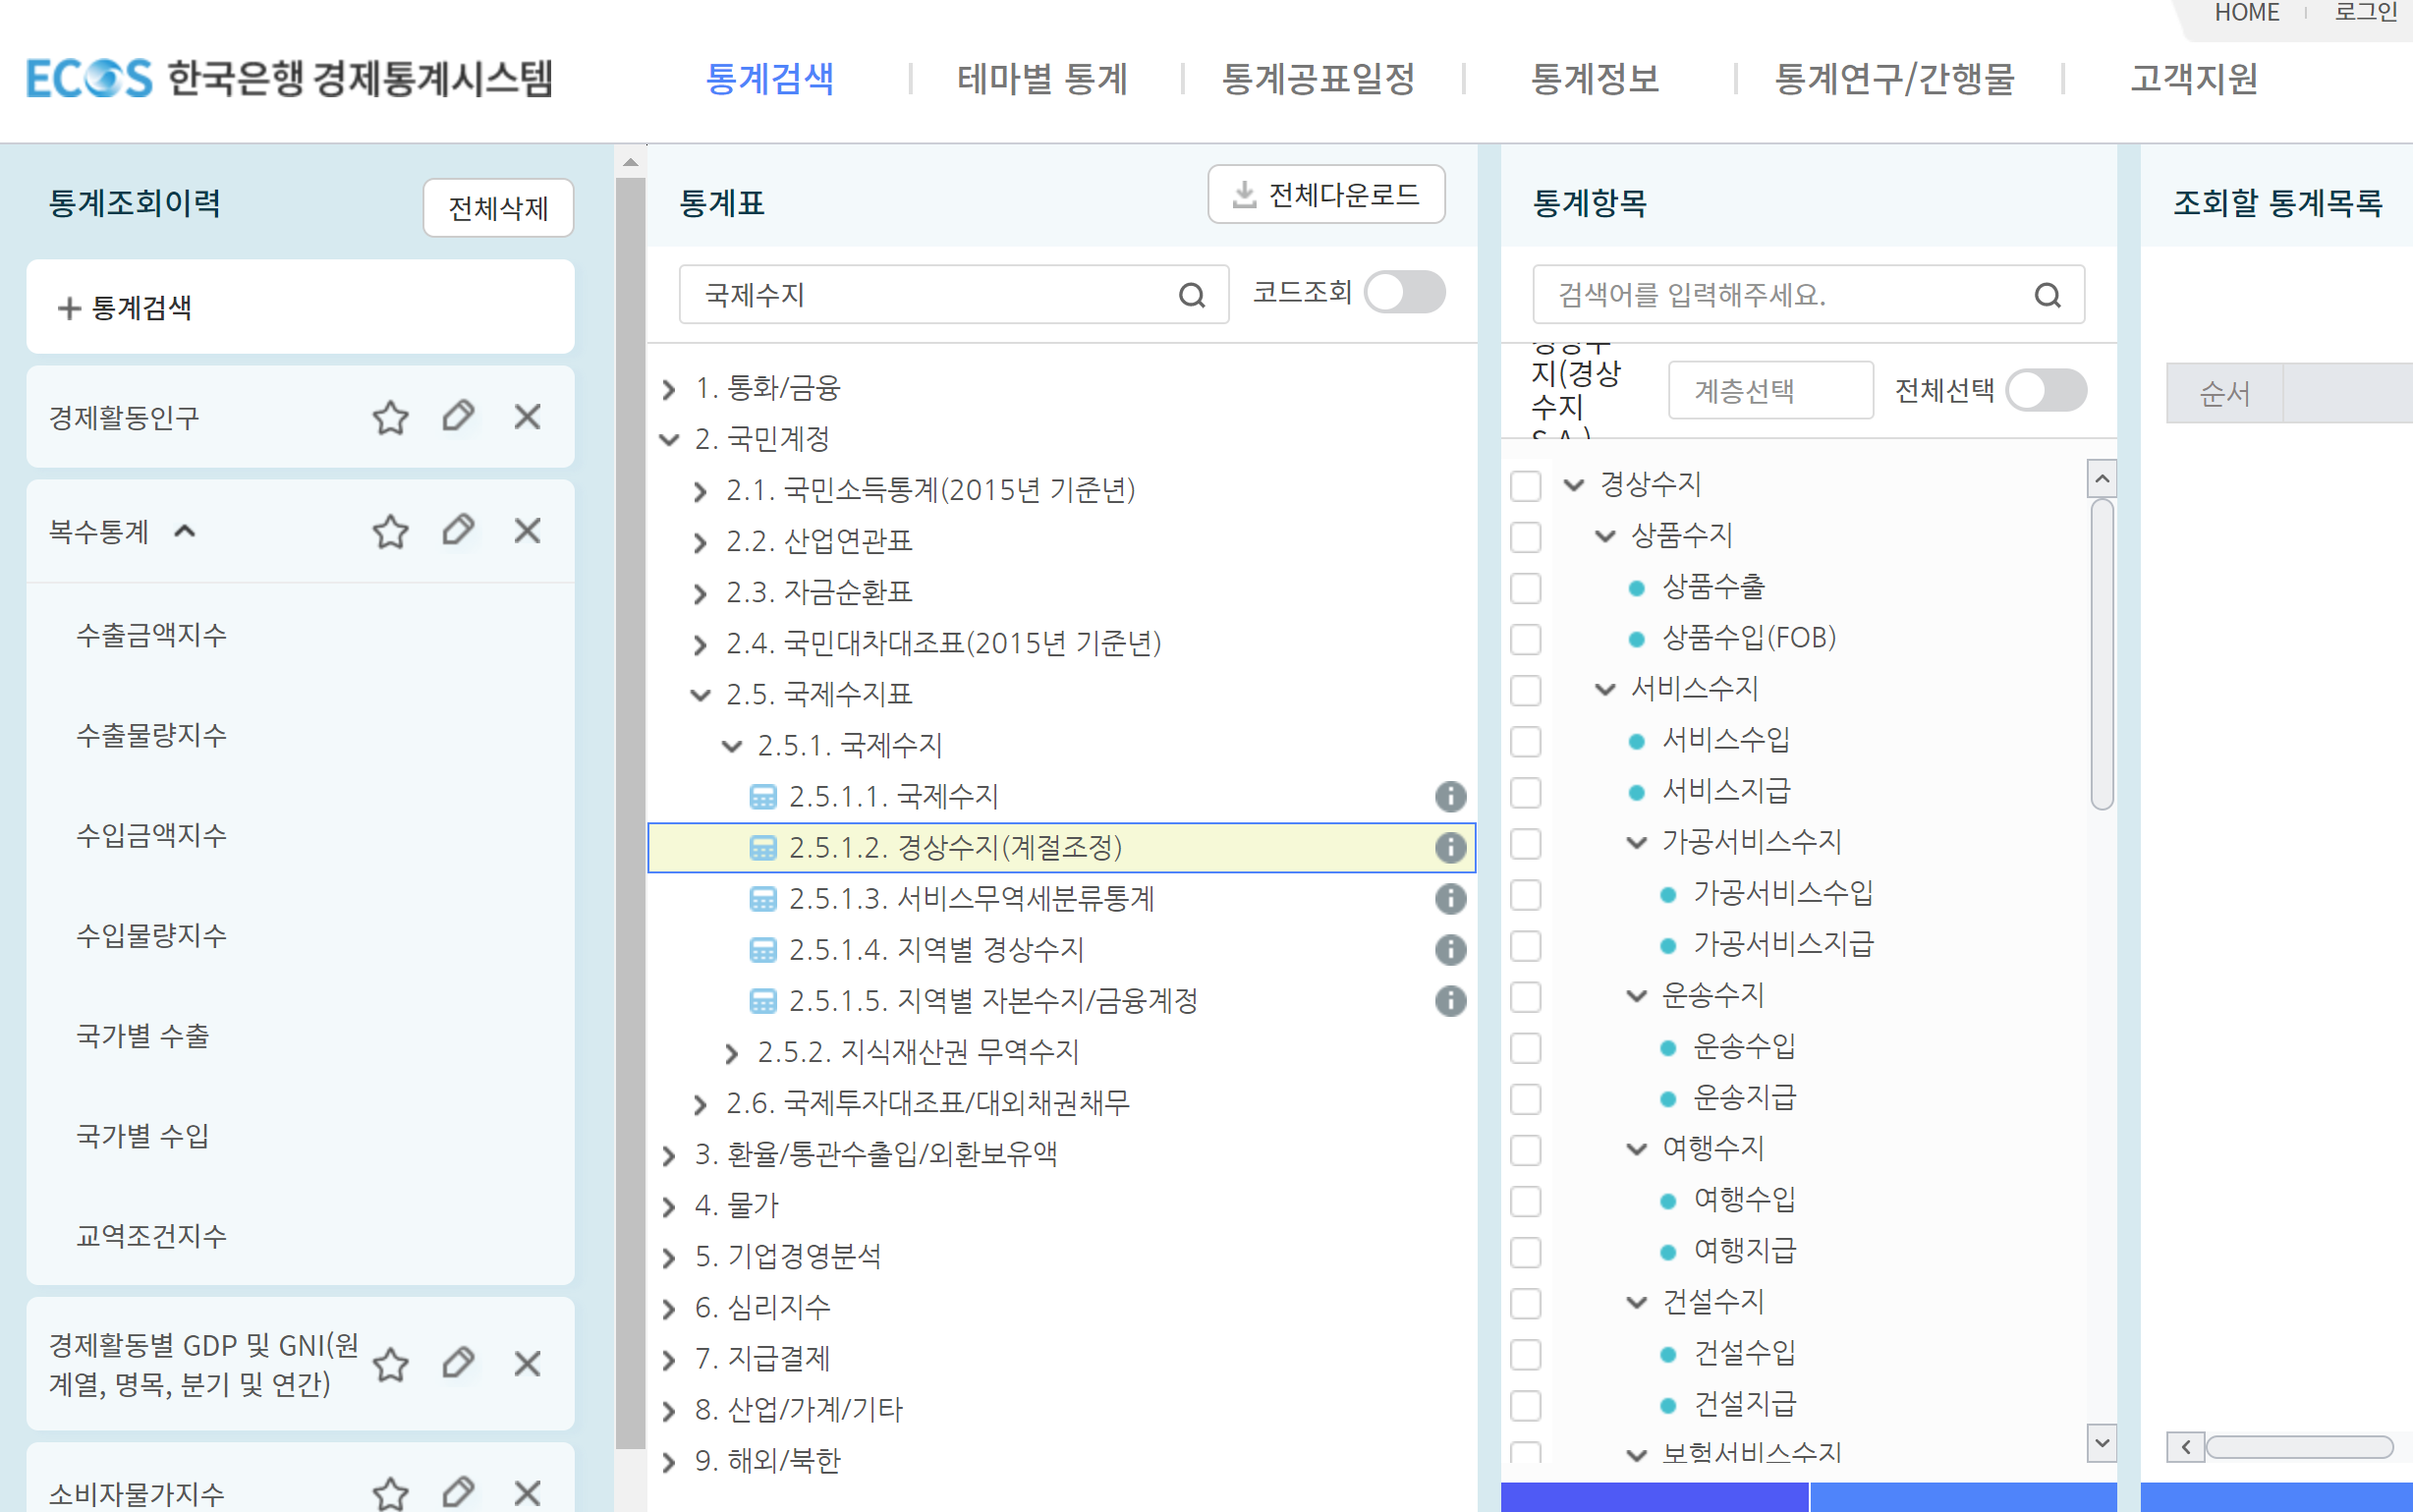 HOME
로그인
ECOS 한국은행 경제통계시스템
통계검색
테마별 통계
통계공표일정
통계정보
통계연구/간행물
고객지원
통계조회이력
전체삭제
+ 통계검색
경제활동인구
복수통계
수출금액지수
수출물량지수
수입금액지수
수입물량지수
국가별 수출
국가별 수입
교역조건지수
경제활동별 GDP 및 GNI(원
계열, 명목, 분기 및 연간)
소비자물가지수
통계표
전체다운로드
국제수지
코드조회
1. 통화/금융
2. 국민계정
2.1. 국민소득통계(2015년 기준년)
2.2. 산업연관표
2.3. 자금순환표
2.4. 국민대차대조표(2015년 기준년)
2.5. 국제수지표
2.5.1. 국제수지
2.5.1.1. 국제수지
2.5.1.2. 경상수지(계절조정)
2.5.1.3. 서비스무역세분류통계
2.5.1.4. 지역별 경상수지
2.5.1.5. 지역별 자본수지/금융계정
2.5.2. 지식재산권 무역수지
2.6. 국제투자대조표/대외채권채무
3. 환율/통관수출입/외환보유액
4. 물가
5. 기업경영분석
6. 심리지수
7. 지급결제
8. 산업/가계/기타
9. 해외/북한
통계항목
검색어를 입력해주세요.
지(경상
수지
계층선택
전체선택
경상수지
상품수지
상품수출
상품수입(FOB)
서비스수지
서비스수입
서비스지급
가공서비스수지
가공서비스수입
가공서비스지급
운송수지
운송수입
운송지급
여행수지
여행수입
여행지급
건설수지
건설수입
건설지급
보험서비스수지
조회할 통계목록
순서